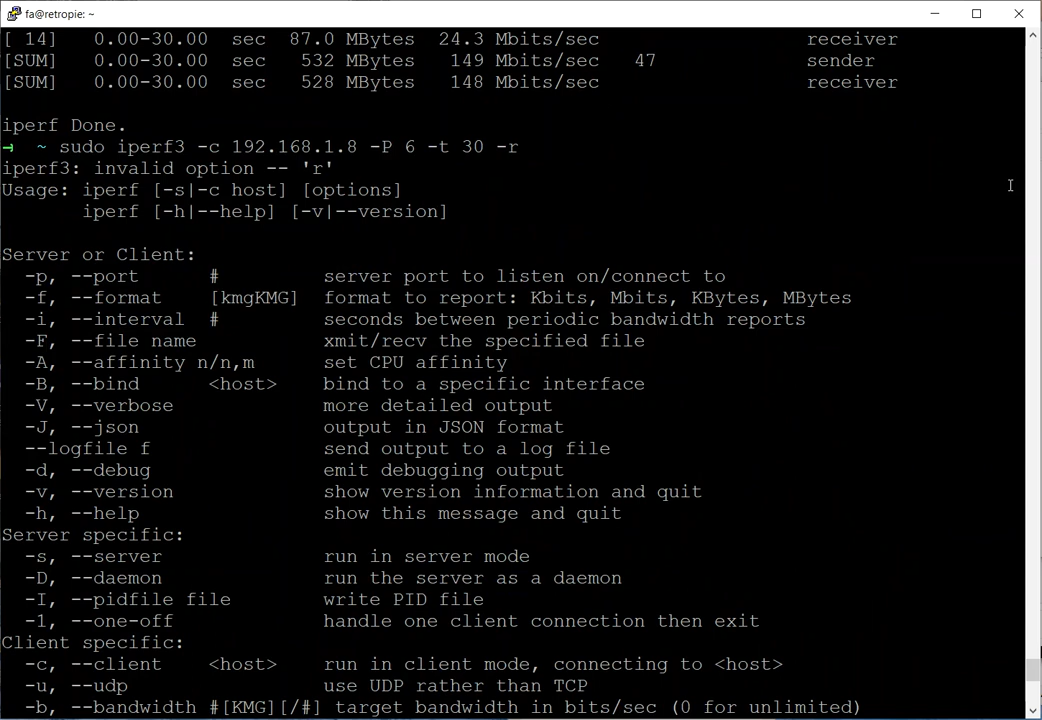 fa@retropie: ~
[ 14]   0.00-30.00  sec  87.0 MBytes  24.3 Mbits/sec                  receiver
[SUM]   0.00-30.00  sec   532 MBytes   149 Mbits/sec   47             sender
[SUM]   0.00-30.00  sec   528 MBytes   148 Mbits/sec                  receiver
iperf Done.
→  ~ sudo iperf3 -c 192.168.1.8 -P 6 -t 30 -r
iperf3: invalid option -- 'r'
Usage: iperf [-s|-c host] [options]
       iperf [-h|--help] [-v|--version]
Server or Client:
  -p, --port      #         server port to listen on/connect to
  -f, --format    [kmgKMG]  format to report: Kbits, Mbits, KBytes, MBytes
  -i, --interval  #         seconds between periodic bandwidth reports
  -F, --file name           xmit/recv the specified file
  -A, --affinity n/n,m      set CPU affinity
  -B, --bind      <host>    bind to a specific interface
  -V, --verbose             more detailed output
  -J, --json                output in JSON format
  --logfile f               send output to a log file
  -d, --debug               emit debugging output
  -v, --version             show version information and quit
  -h, --help                show this message and quit
Server specific:
  -s, --server              run in server mode
  -D, --daemon              run the server as a daemon
  -I, --pidfile file        write PID file
  -1, --one-off             handle one client connection then exit
Client specific:
  -c, --client    <host>    run in client mode, connecting to <host>
  -u, --udp                 use UDP rather than TCP
  -b, --bandwidth #[KMG][/#] target bandwidth in bits/sec (0 for unlimited)